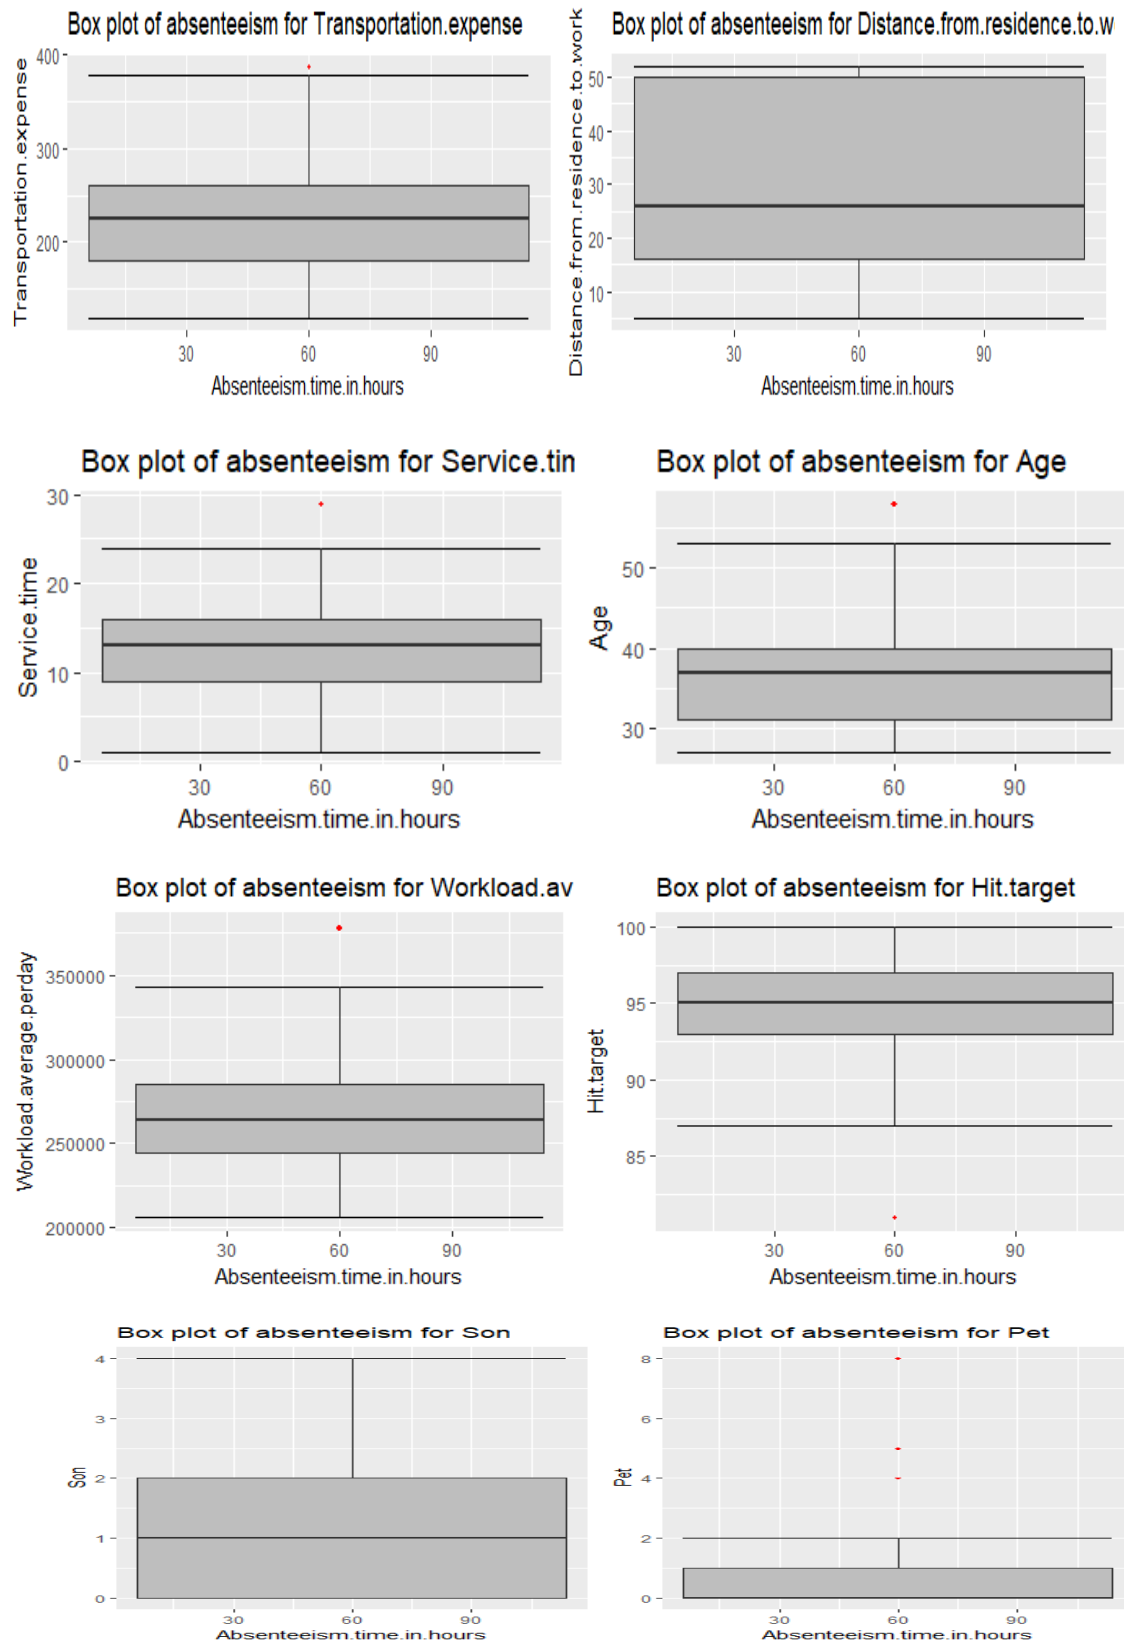 Box plot of absenteeism for Transportation.expense
Transportation.expense
400
300
200
30 60 90
Absenteeism.time.in.hours
Box plot of absenteeism for Distance.from.residence.to.w
Distance.from.residence.to.work
50
40
30
20
10
30 60 90
Absenteeism.time.in.hours
Box plot of absenteeism for Service.tin
Service.time
30
20
10
0
30 60 90
Absenteeism.time.in.hours
Box plot of absenteeism for Age
Age
50
40
30
30 60 90
Absenteeism.time.in.hours
Box plot of absenteeism for Workload.av
Workload.average.perday
350000
300000
250000
200000
30 60 90
Absenteeism.time.in.hours
Box plot of absenteeism for Hit.target
Hit.target
100
95
90
85
30 60 90
Absenteeism.time.in.hours
Box plot of absenteeism for Son
Son
4
3
2
1
0
30 60 90
Absenteeism.time.in.hours
Box plot of absenteeism for Pet
Pet
8
6
4
2
0
30 60 90
Absenteeism.time.in.hours